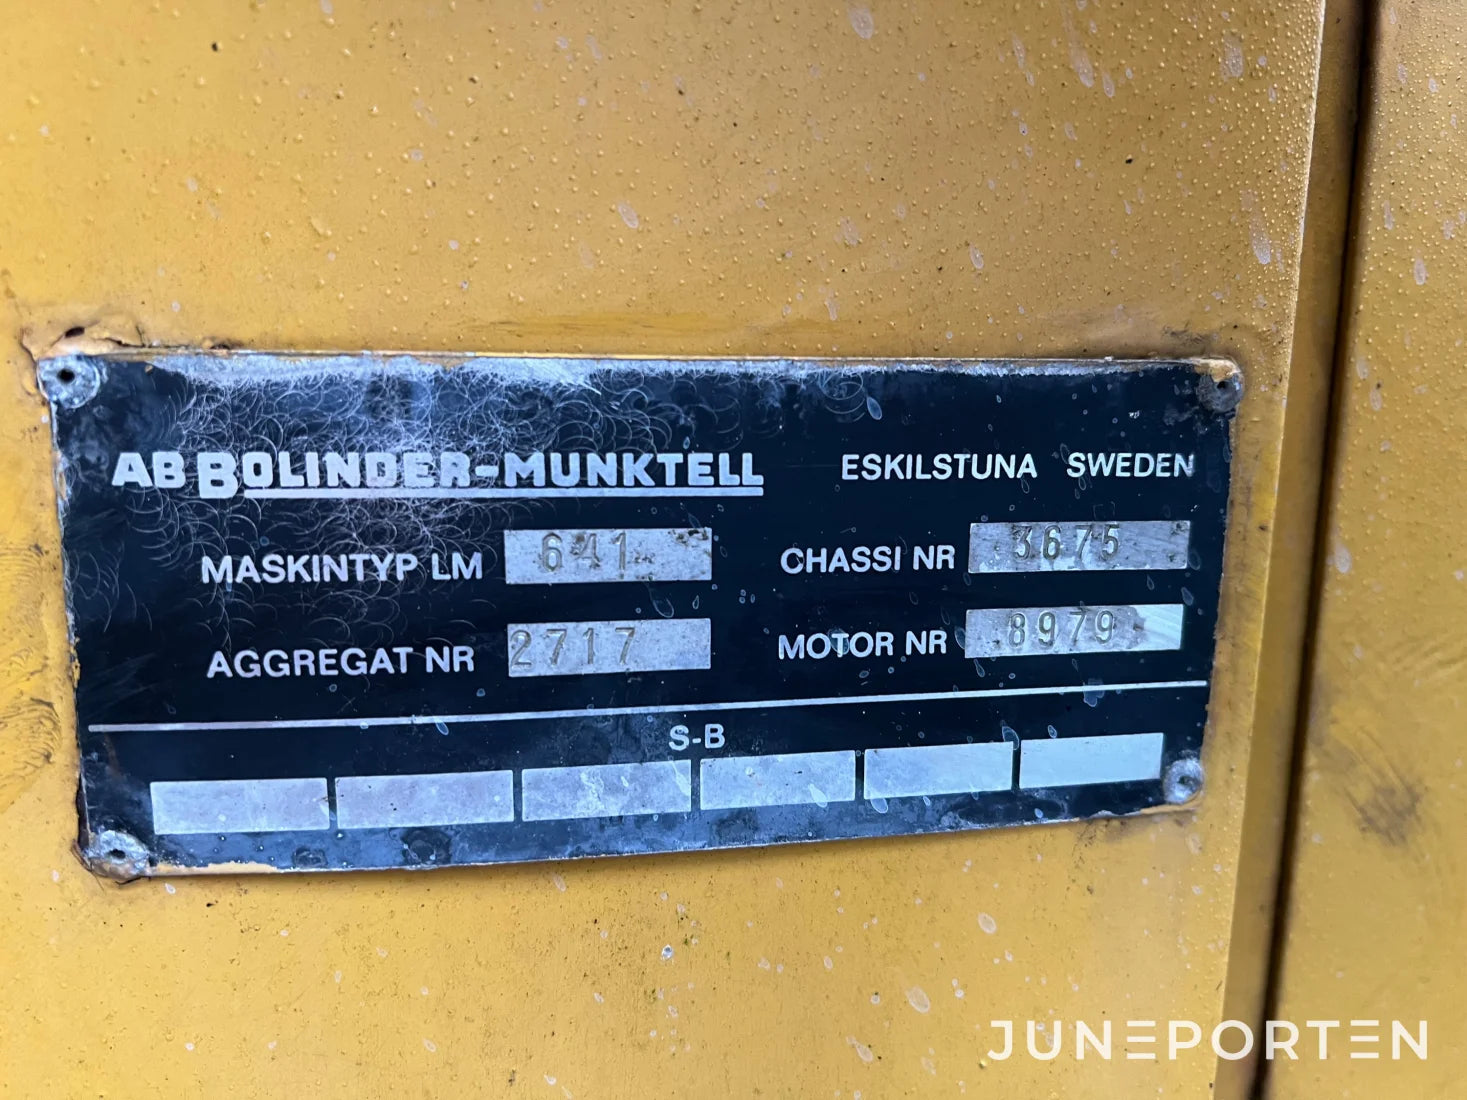 AB BOLINDER-MUNKTELL ESKILSTUNA SWEDEN
MASKINTYP LM 641 CHASSI NR 3675
AGGREGAT NR 2717 MOTOR NR 8979
S-B
JUNEPORTEN